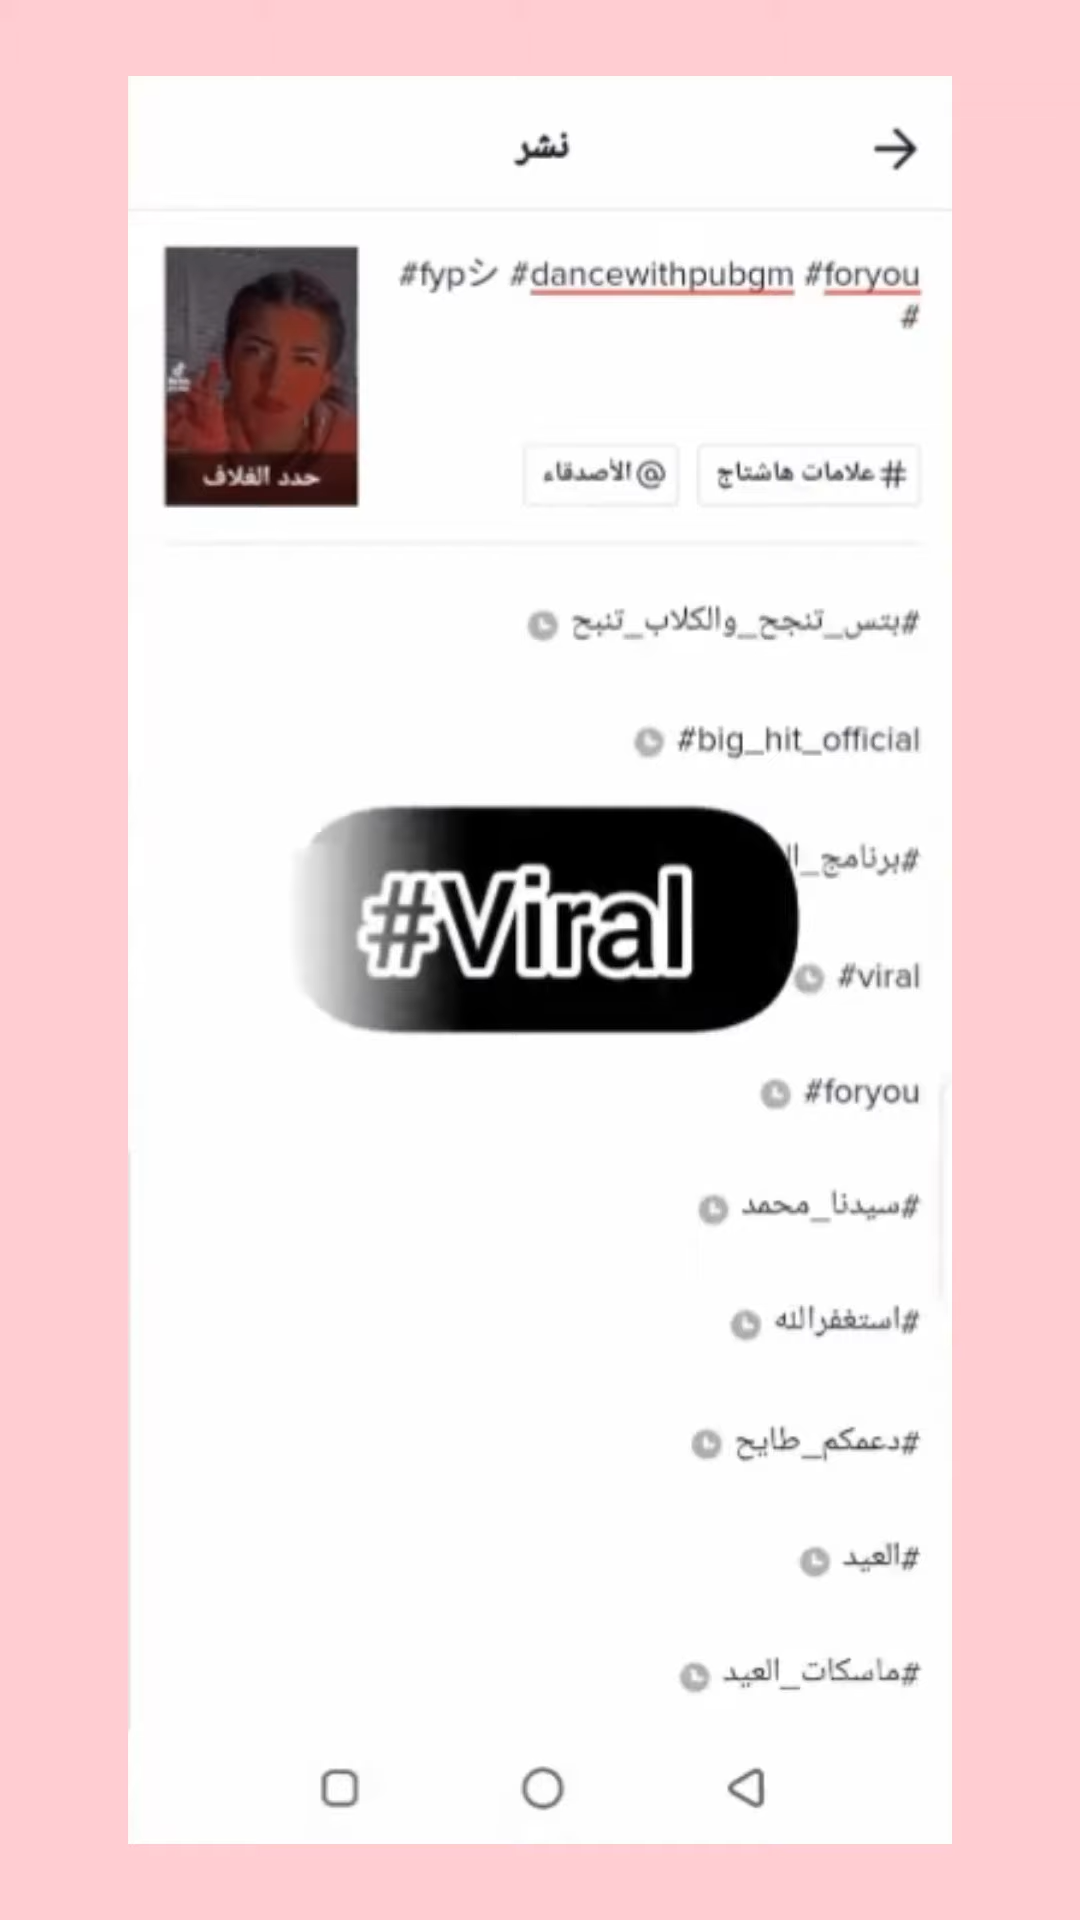 نشر
#fypシ #dancewithpubgm #foryou
#
حدد الغلاف
# علامات هاشتاج
@ الأصدقاء
#بتس_تنجح_والكلاب_تنبح
#big_hit_official
#برنامج_ا
#Viral
#viral
#foryou
#سيدنا_محمد
#استغفرالله
#دعمكم_طايح
#العيد
#ماسكات_العيد